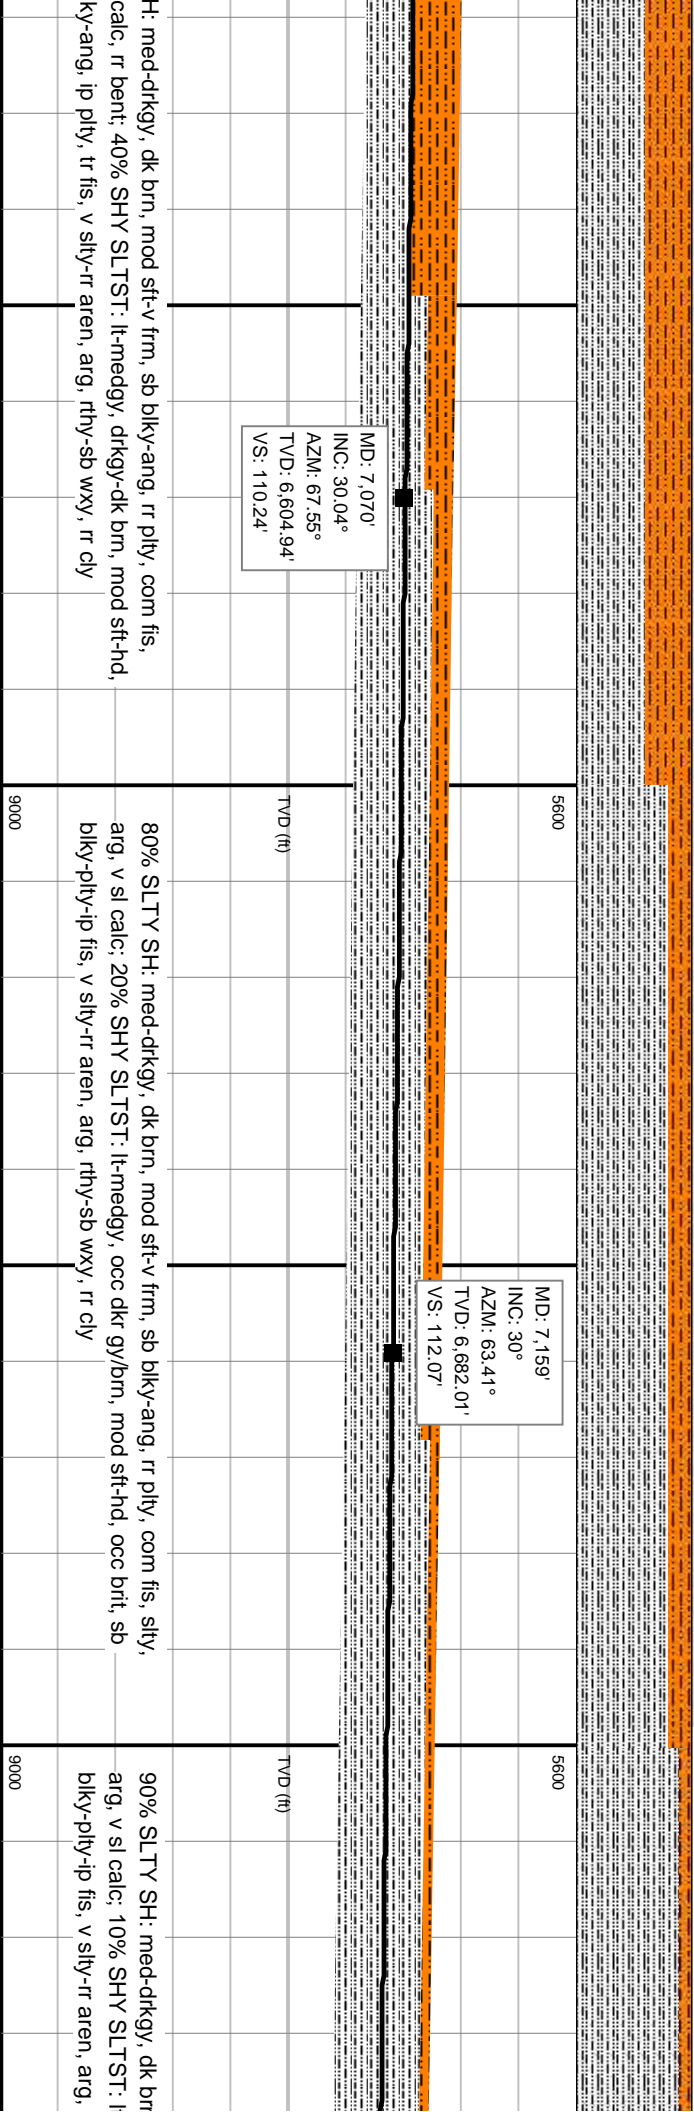 H: med-drkgy, dk brn, mod sft-v frm, sb blky-ang, rr plty, com fis,
calc, rr bent; 40% SHY SLTST: lt-medgy, drkgy-dk brn, mod sft-hd,
ky-ang, ip plty, tr fis, v slty-rr aren, arg, rthy-sb wxy, rr cly
MD: 7,070'
INC: 30.04°
AZM: 67.55°
TVD: 6,604.94'
VS: 110.24'
5600
TVD (ft)
9000
80% SLTY SH: med-drkgy, dk brn, mod sft-v frm, sb blky-ang, rr plty, com fis, slty,
arg, v sl calc; 20% SHY SLTST: lt-medgy, occ dkr gy/brn, mod sft-hd, occ brit, sb
blky-plty-ip fis, v slty-rr aren, arg, rthy-sb wxy, rr cly
MD: 7,159'
INC: 30°
AZM: 63.41°
TVD: 6,682.01'
VS: 112.07'
5600
TVD (ft)
9000
90% SLTY SH: med-drkgy, dk brn
arg, v sl calc; 10% SHY SLTST: l
blky-plty-ip fis, v slty-rr aren, arg,